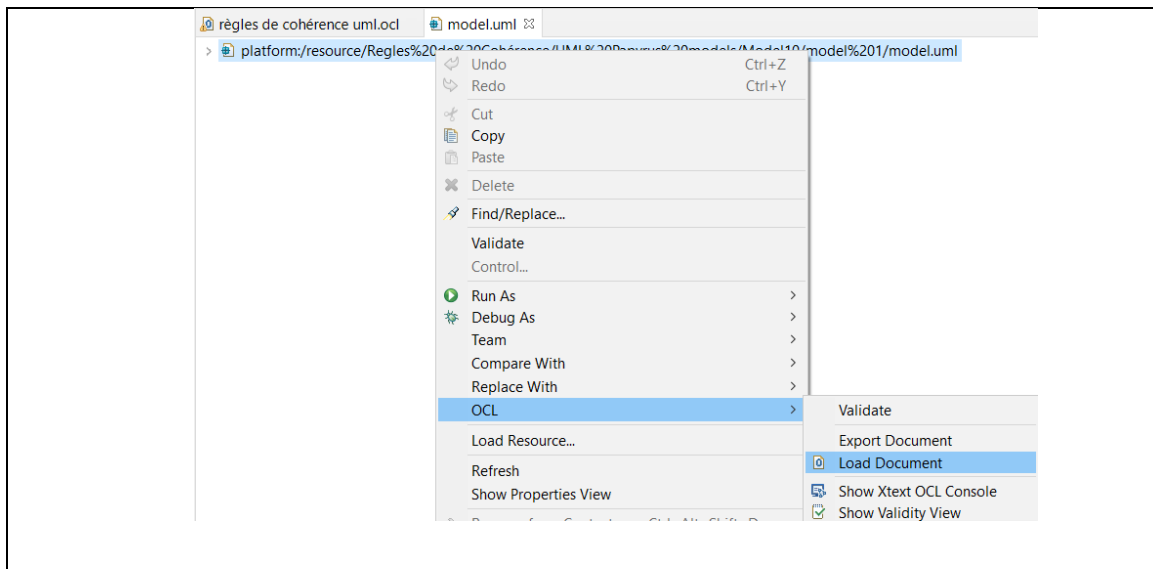 règles de cohérence uml.ocl model.uml
platform:/resource/Regles%20de%20Cohérence/UML%20Papyrus%20models/Model10/model%201/model.uml
Undo Ctrl+Z
Redo Ctrl+Y
Cut
Copy
Paste
Delete
Find/Replace...
Validate
Control...
Run As
Debug As
Team
Compare With
Replace With
OCL
Validate
Load Resource...
Export Document
Load Document
Refresh
Show Properties View
Show Xtext OCL Console
Show Validity View